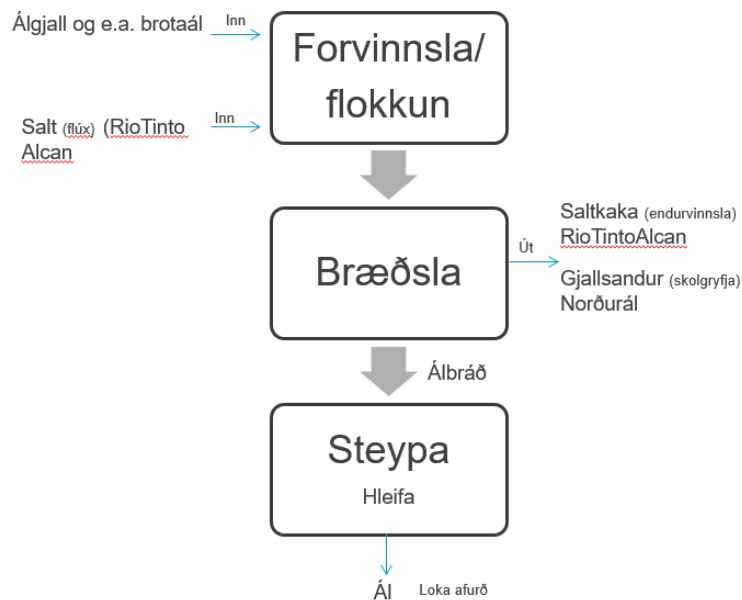 Álgjall og e.a. brotaál
Inn
Forvinnsla/
flokkun
Salt (flúx) (RioTinto
Alcan
Inn
Bræðsla
Út
Saltkaka (endurvinnsla)
RioTintoAlcan
Gjallsandur (skolgryfja)
Norðurál
Álbráð
Steypa
Hleifa
Ál
Loka afurð